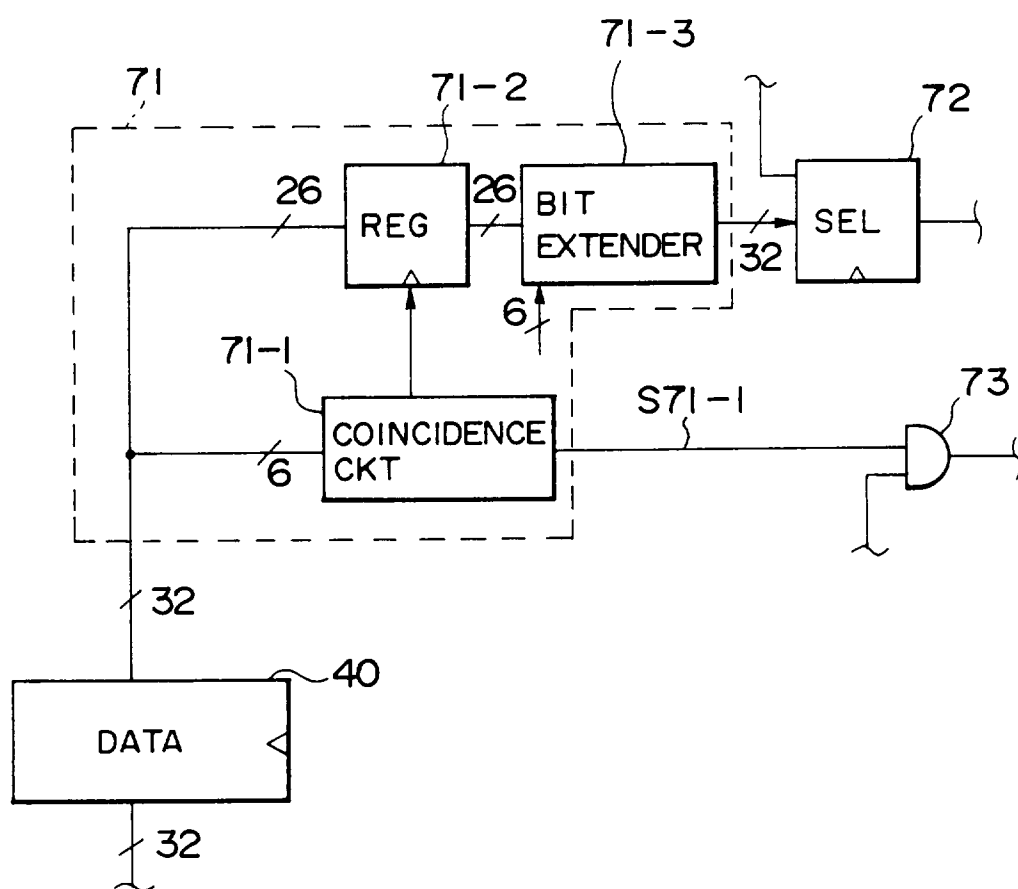 71-3
71
71-2
72
26
REG
26
BIT
EXTENDER
32
SEL
6
71-1
COINCIDENCE
CKT
6
S71-1
73
32
40
DATA
32